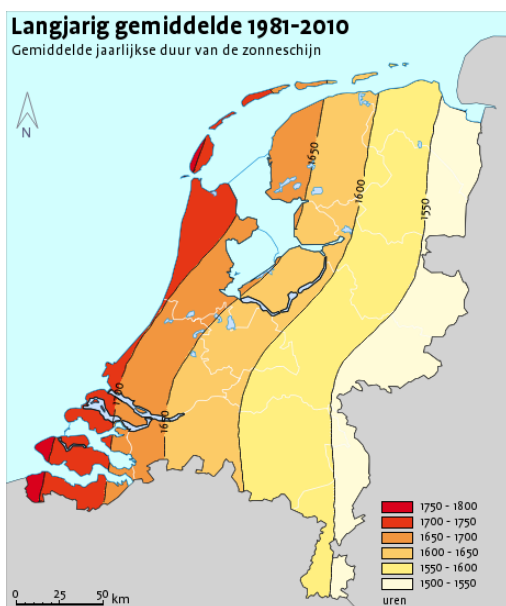 Langjarig gemiddelde 1981-2010
Gemiddelde jaarlijkse duur van de zonneschijn
N
1650
1600
1550
1700
1650
1750 - 1800
1700 - 1750
1650 - 1700
1600 - 1650
1550 - 1600
1500 - 1550
uren
0 25 50 km